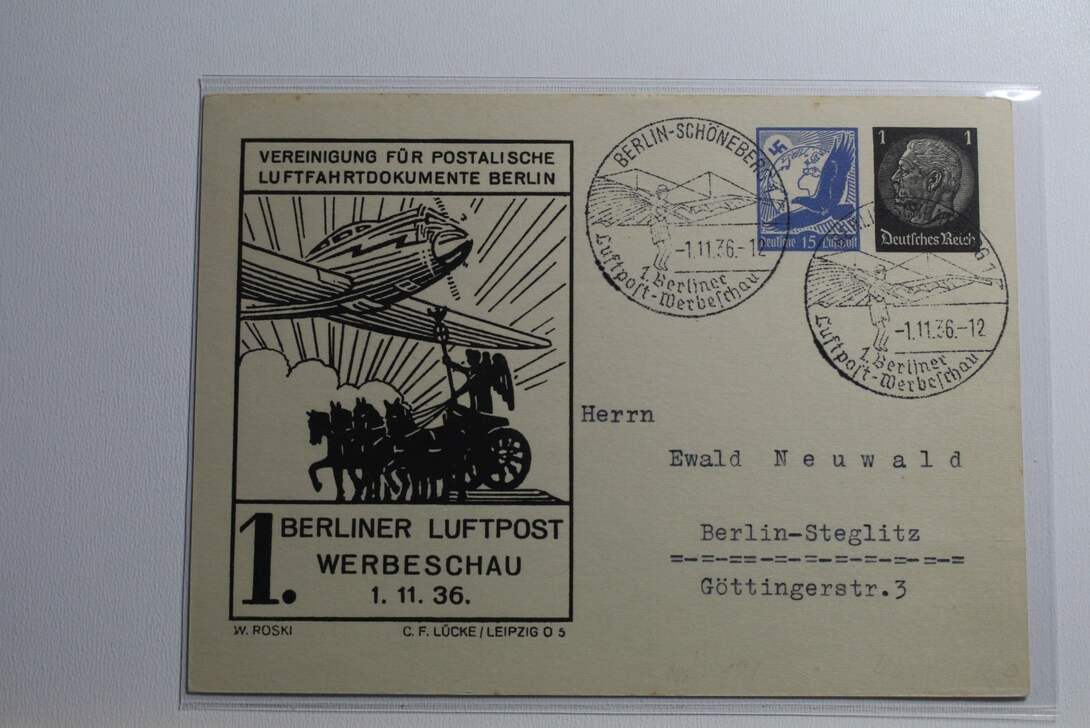 VEREINIGUNG FÜR POSTALISCHE
LUFTFAHRTDOKUMENTE BERLIN
1. BERLINER LUFTPOST
WERBESCHAU
1. 11. 36.
W. ROSKI
C. F. LÜCKE / LEIPZIG O 5
BERLIN-SCHÖNEBERG
-1.11.36.-12
1. Berliner
Luftpost-Werbeschau
Deutsche 15 Luftpost
1 1
Deutsches Reich
1
-1.11.36.-12
1. Berliner
Luftpost-Werbeschau
Herrn
Ewald Neuwald
Berlin-Steglitz
=-=-==-=-=-=-=-=-=-=
Göttingerstr.3